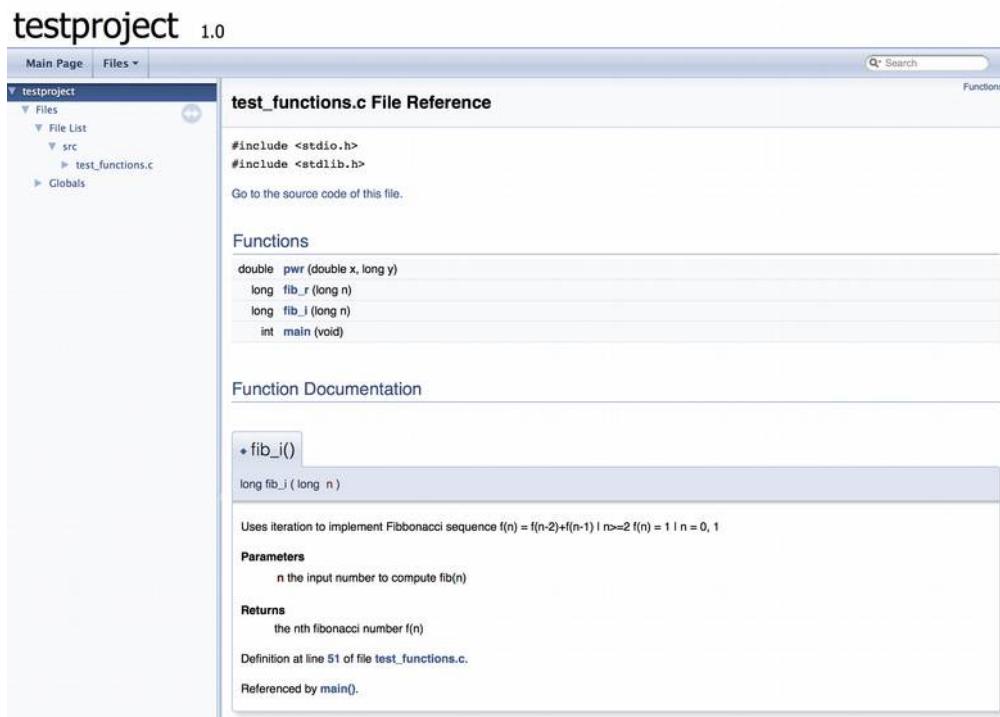 testproject 1.0
Main Page Files
Search
testproject
Files
File List
src
test_functions.c
Globals
Functions
test_functions.c File Reference
#include <stdio.h>
#include <stdlib.h>
Go to the source code of this file.
Functions
double pwr (double x, long y)
long fib_r (long n)
long fib_i (long n)
int main (void)
Function Documentation
fib_i()
long fib_i ( long n )
Uses iteration to implement Fibbonacci sequence f(n) = f(n-2)+f(n-1) | n>=2 f(n) = 1 | n = 0, 1
Parameters
n the input number to compute fib(n)
Returns
the nth fibonacci number f(n)
Definition at line 51 of file test_functions.c.
Referenced by main().